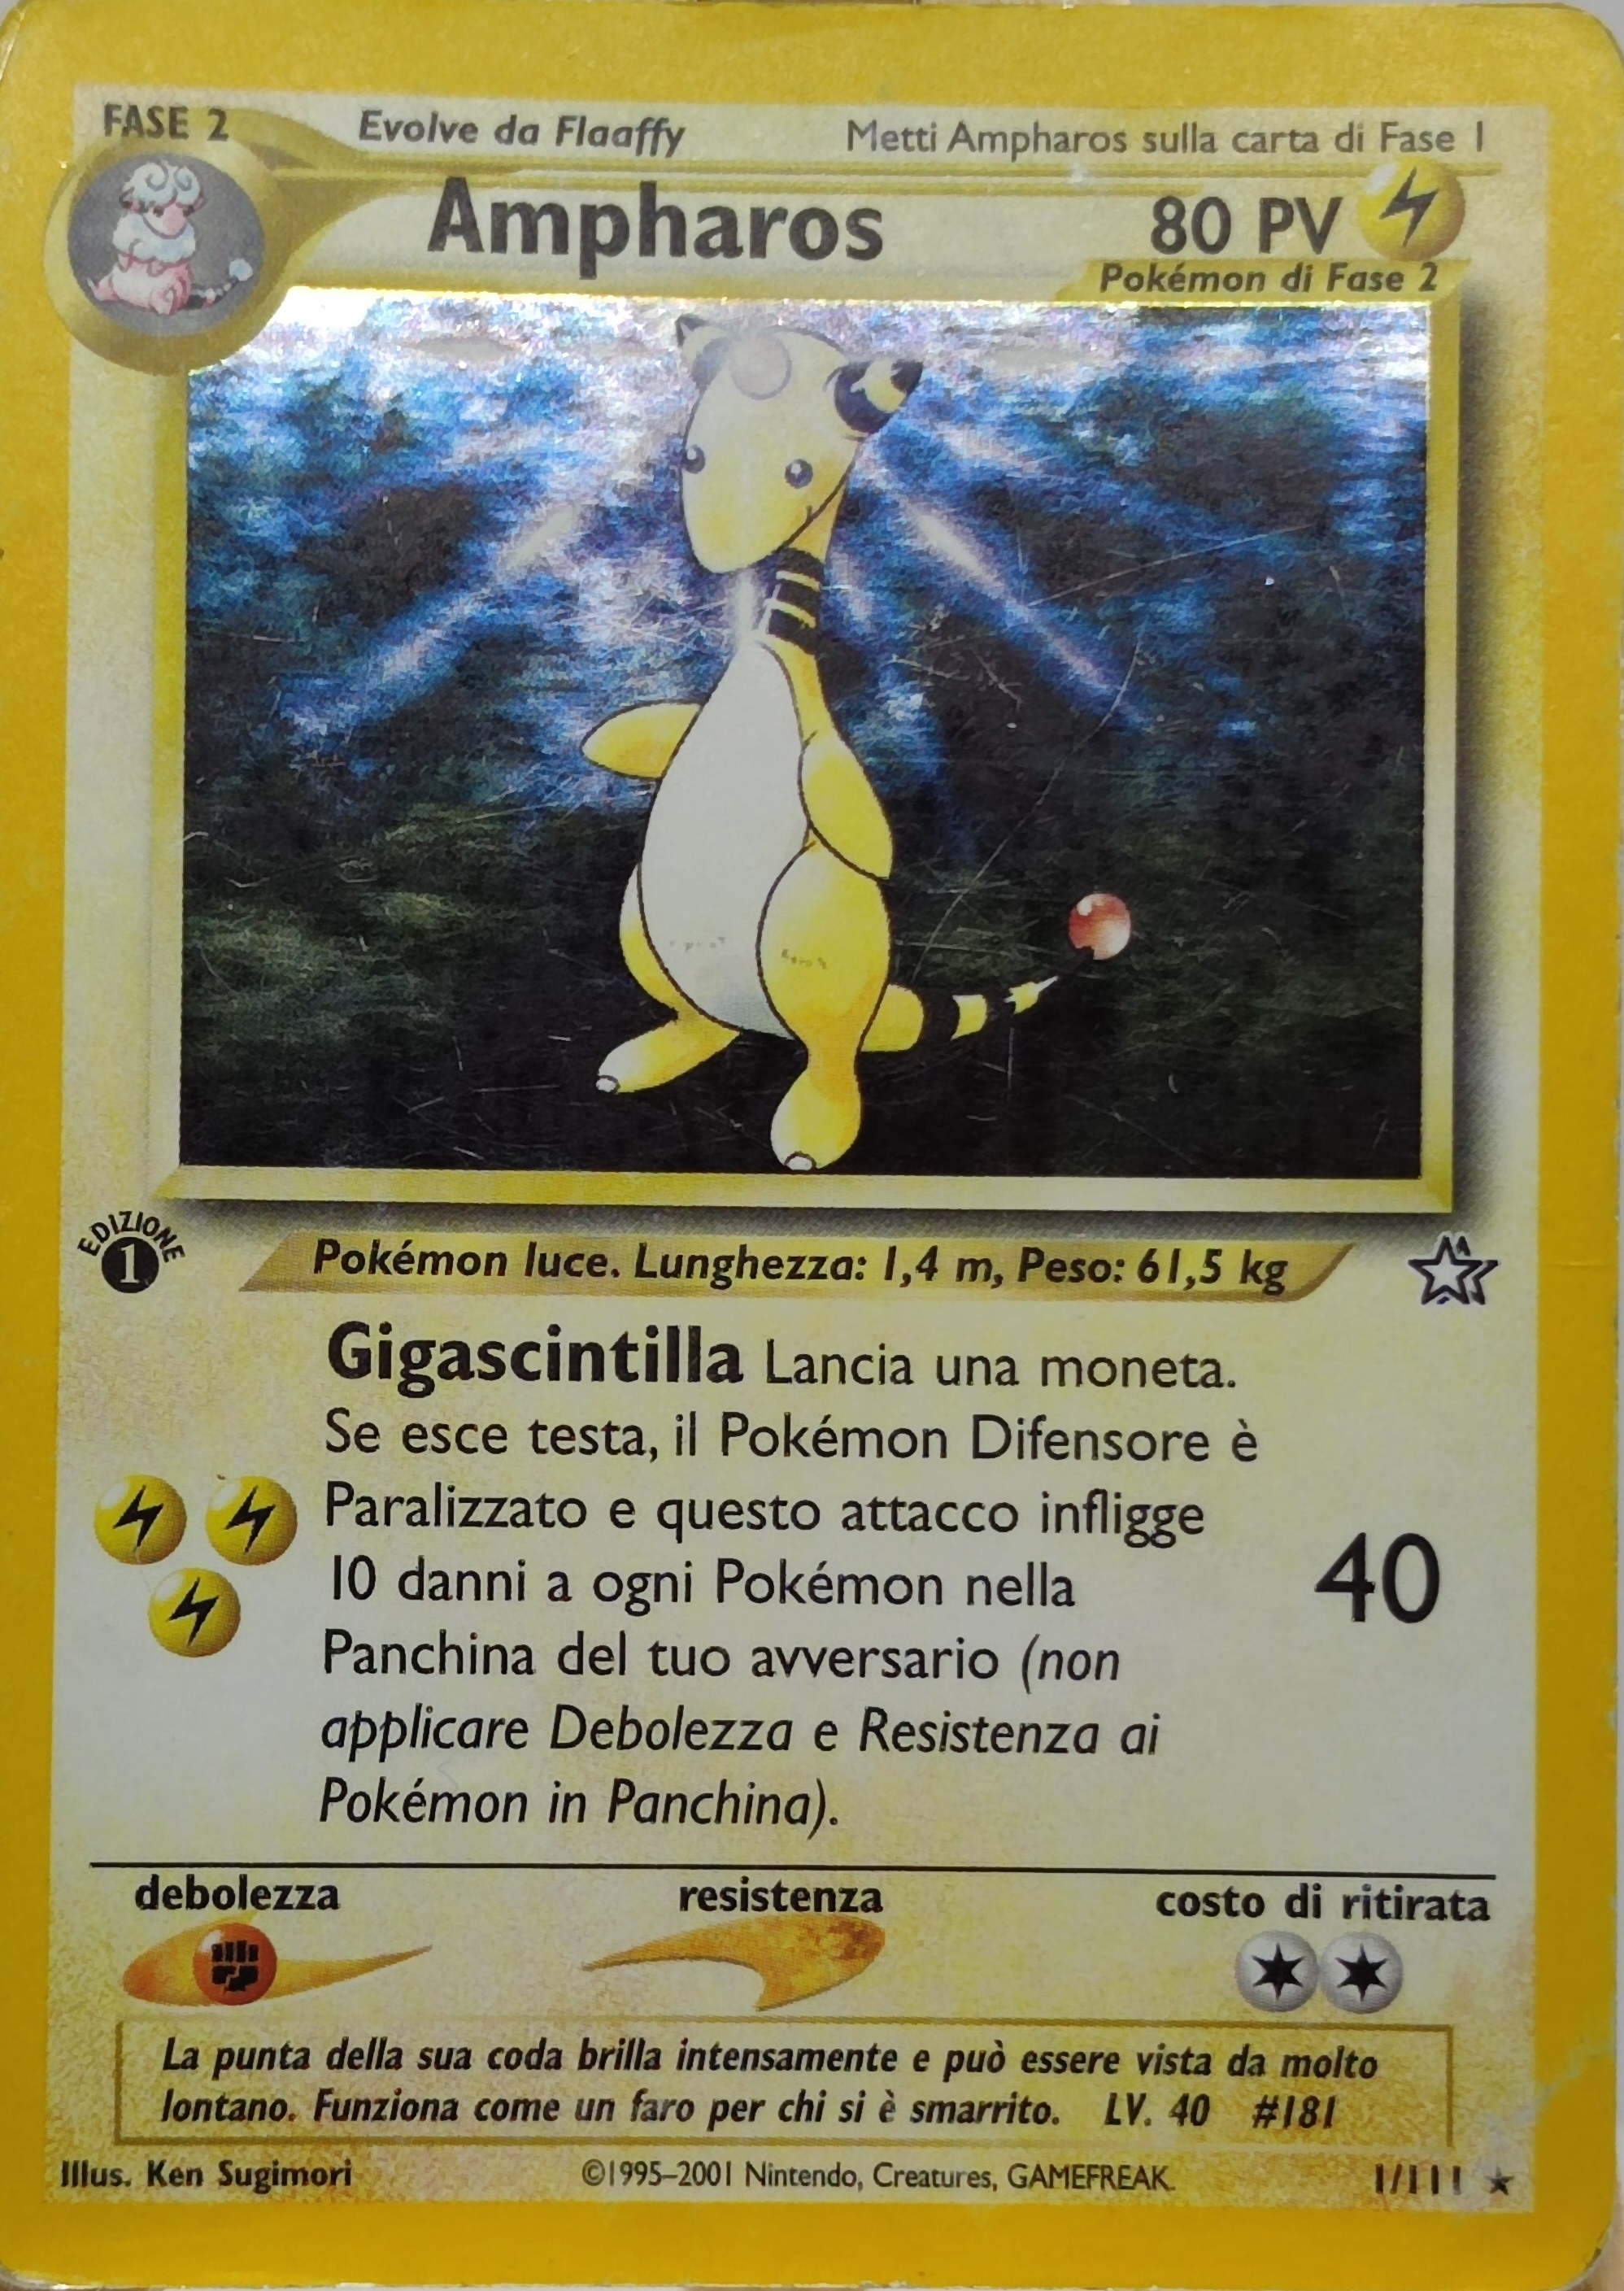 FASE 2
Evolve da Flaaffy
Metti Ampharos sulla carta di Fase 1
Ampharos
80 PV
Pokémon di Fase 2
EDIZIONE
1
Pokémon luce. Lunghezza: 1,4 m, Peso: 61,5 kg
Gigascintilla Lancia una moneta.
Se esce testa, il Pokémon Difensore è
Paralizzato e questo attacco infligge
10 danni a ogni Pokémon nella
Panchina del tuo avversario (non
applicare Debolezza e Resistenza ai
Pokémon in Panchina).
40
debolezza
resistenza
costo di ritirata
La punta della sua coda brilla intensamente e può essere vista da molto
lontano. Funziona come un faro per chi si è smarrito. LV. 40 #181
Illus. Ken Sugimori
©1995–2001 Nintendo, Creatures, GAMEFREAK.
1/111 ★